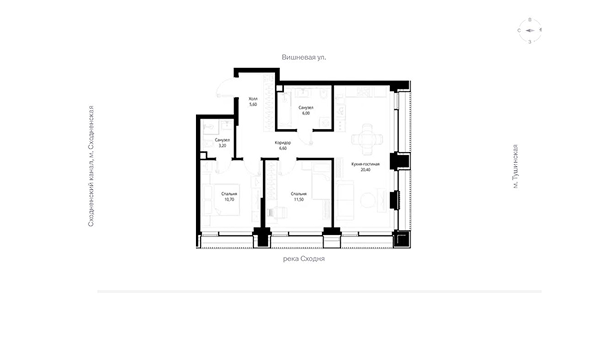 В
С
Ю
З
Вишневая ул.
Холл
5.60
Санузел
6.00
Санузел
3.20
Коридор
6.60
Кухня-гостиная
20.40
Спальня
10.70
Спальня
11.50
Сходненский канал, м. Сходненская
м. Тушинская
река Сходня